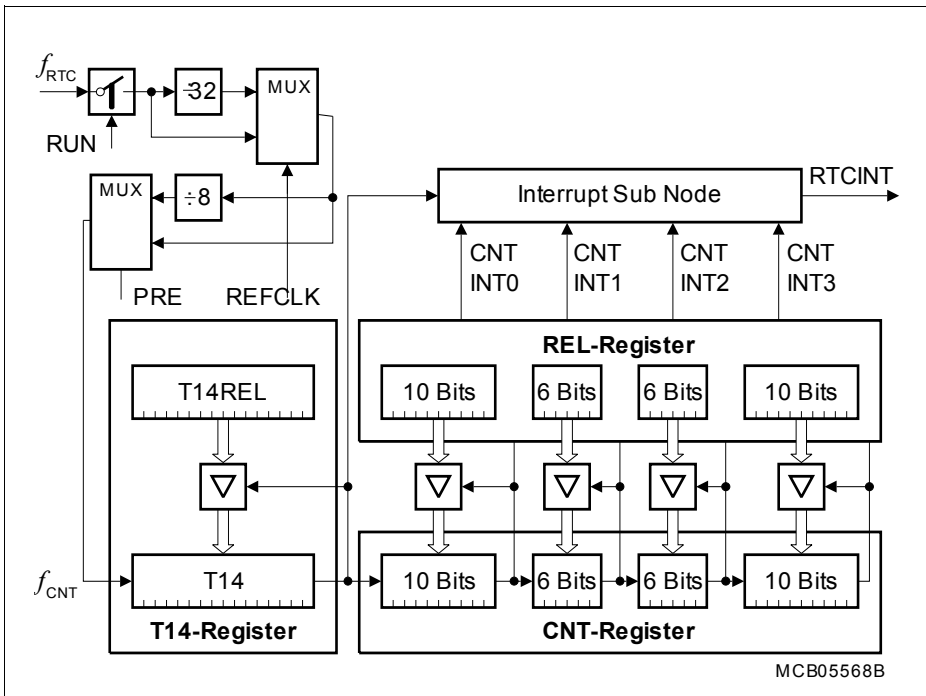 fRTC
÷32
MUX
RUN
MUX
÷8
PRE
REFCLK
Interrupt Sub Node
RTCINT
CNT
INT0
CNT
INT1
CNT
INT2
CNT
INT3
REL-Register
T14REL
10 Bits
6 Bits
6 Bits
10 Bits
fCNT
T14
10 Bits
6 Bits
6 Bits
10 Bits
T14-Register
CNT-Register
MCB05568B